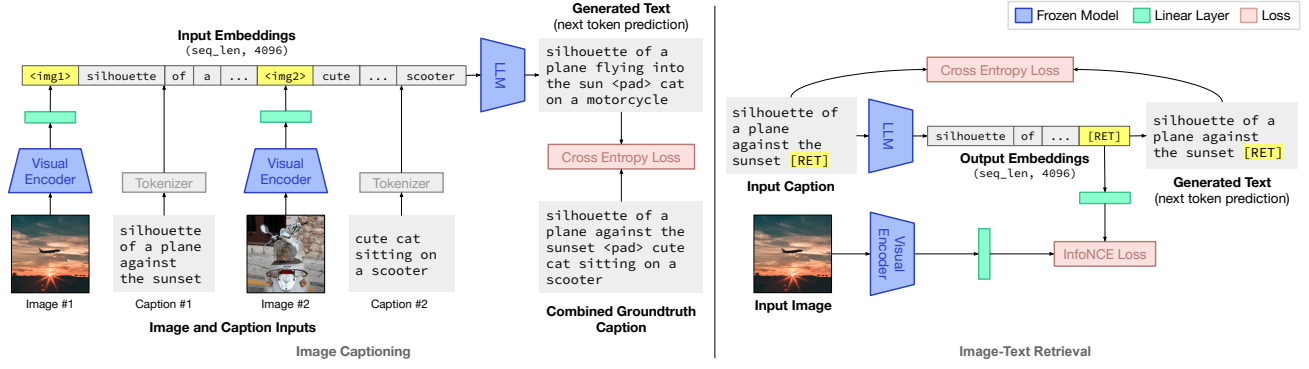 Frozen Model
Linear Layer
Loss
Input Embeddings
(seq_len, 4096)
<img1> silhouette of a ... <img2> cute ... scooter
LLM
Generated Text
(next token prediction)
silhouette of a
plane flying into
the sun <pad> cat
on a motorcycle
Cross Entropy Loss
Visual
Encoder
Tokenizer
Visual
Encoder
Tokenizer
silhouette
of a plane
against
the sunset
cute cat
sitting on
a scooter
silhouette of a
plane against the
sunset <pad> cute
cat sitting on a
scooter
Image #1
Caption #1
Image #2
Caption #2
Image and Caption Inputs
Combined Groundtruth
Caption
Image Captioning
Cross Entropy Loss
silhouette of
a plane
against the
sunset [RET]
Input Caption
LLM
silhouette of ... [RET]
Output Embeddings
(seq_len, 4096)
silhouette of a
plane against
the sunset [RET]
Generated Text
(next token prediction)
Visual
Encoder
InfoNCE Loss
Input Image
Image-Text Retrieval